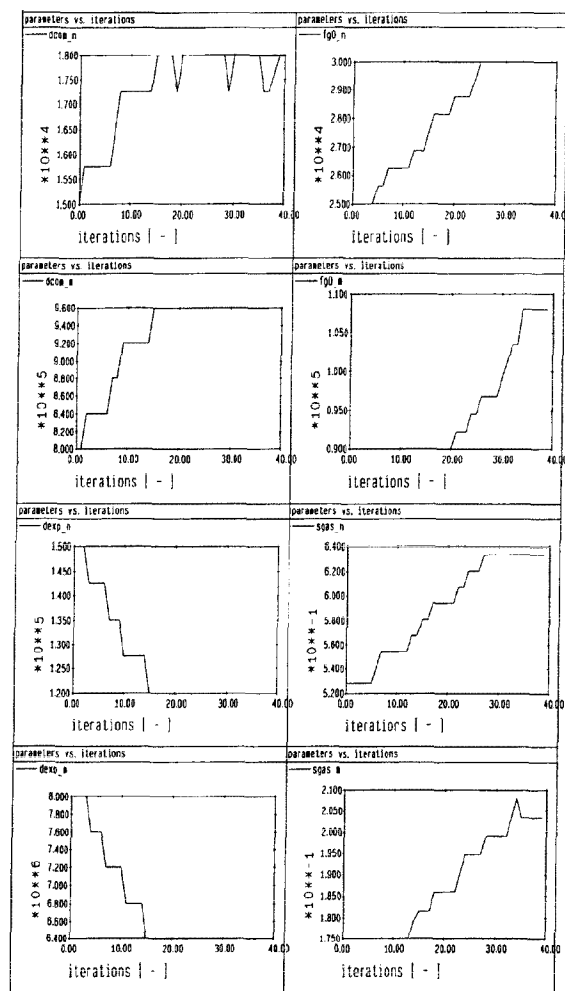 parameters vs. iterations
dcom_n
1.800
1.750
1.700
1.650
1.600
1.550
1.500
*10**4
0.00 10.00 20.00 30.00 40.00
iterations [ - ]
parameters vs. iterations
fg0_n
3.000
2.900
2.800
2.700
2.600
2.500
*10**4
0.00 10.00 20.00 30.00 40.00
iterations [ - ]
parameters vs. iterations
dcom_m
9.600
9.200
8.800
8.400
8.000
*10**5
0.00 10.00 20.00 30.00 40.00
iterations [ - ]
parameters vs. iterations
fg0_m
1.100
1.050
1.000
0.950
0.900
*10**5
0.00 10.00 20.00 30.00 40.00
iterations [ - ]
parameters vs. iterations
dexp_n
1.500
1.450
1.400
1.350
1.300
1.250
1.200
*10**5
0.00 10.00 20.00 30.00 40.00
iterations [ - ]
parameters vs. iterations
sgas_n
6.400
6.200
6.000
5.800
5.600
5.400
5.200
*10**-1
0.00 10.00 20.00 30.00 40.00
iterations [ - ]
parameters vs. iterations
dexp_m
8.000
7.800
7.600
7.400
7.200
7.000
6.800
6.600
6.400
*10**6
0.00 10.00 20.00 30.00 40.00
iterations [ - ]
parameters vs. iterations
sgas_m
2.100
2.050
2.000
1.950
1.900
1.850
1.800
1.750
*10**-1
0.00 10.00 20.00 30.00 40.00
iterations [ - ]